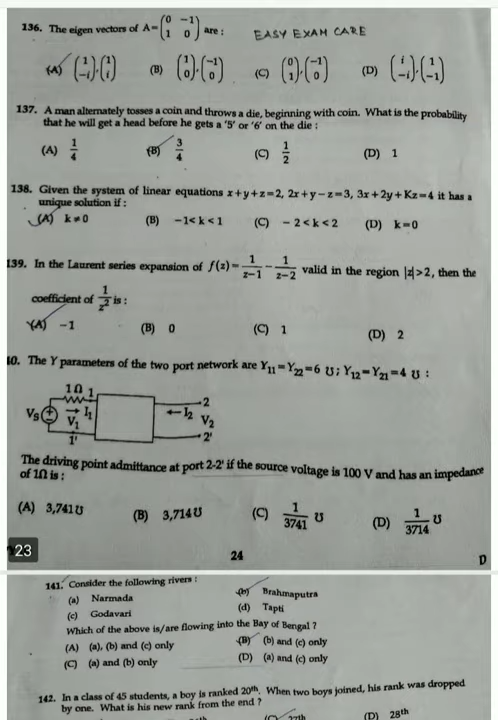 136. The eigen vectors of A=(0 −1
1 0) are :
EASY EXAM CARE
(A) (1
−i),(1
i) (B) (1
0),(−1
0) (C) (0
1),(−1
0) (D) (i
−i),(1
−1)
137. A man alternately tosses a coin and throws a die, beginning with coin. What is the probability
that he will get a head before he gets a '5' or '6' on the die :
(A) 1/4 (B) 3/4 (C) 1/2 (D) 1
138. Given the system of linear equations x+y+z=2, 2x+y−z=3, 3x+2y+Kz=4 it has a
unique solution if :
(A) k≠0 (B) −1<k<1 (C) −2<k<2 (D) k=0
139. In the Laurent series expansion of f(z)= 1/z−1 − 1/z−2 valid in the region |z|>2, then the
coefficient of 1/z² is :
(A) −1 (B) 0 (C) 1 (D) 2
40. The Y parameters of the two port network are Y₁₁=Y₂₂=6 ℧; Y₁₂=Y₂₁=4 ℧ :
1Ω 1
2
Vs V₁ I₁ I₂ V₂
1' 2'
The driving point admittance at port 2-2' if the source voltage is 100 V and has an impedance
of 1Ω is :
(A) 3,741℧ (B) 3,714℧ (C) 1/3741 ℧ (D) 1/3714 ℧
23
24
D
141. Consider the following rivers :
(a) Narmada (b) Brahmaputra
(c) Godavari (d) Tapti
Which of the above is/are flowing into the Bay of Bengal ?
(A) (a), (b) and (c) only (B) (b) and (c) only
(C) (a) and (b) only (D) (a) and (c) only
142. In a class of 45 students, a boy is ranked 20th. When two boys joined, his rank was dropped
by one. What is his new rank from the end ?
(C) 27th (D) 28th